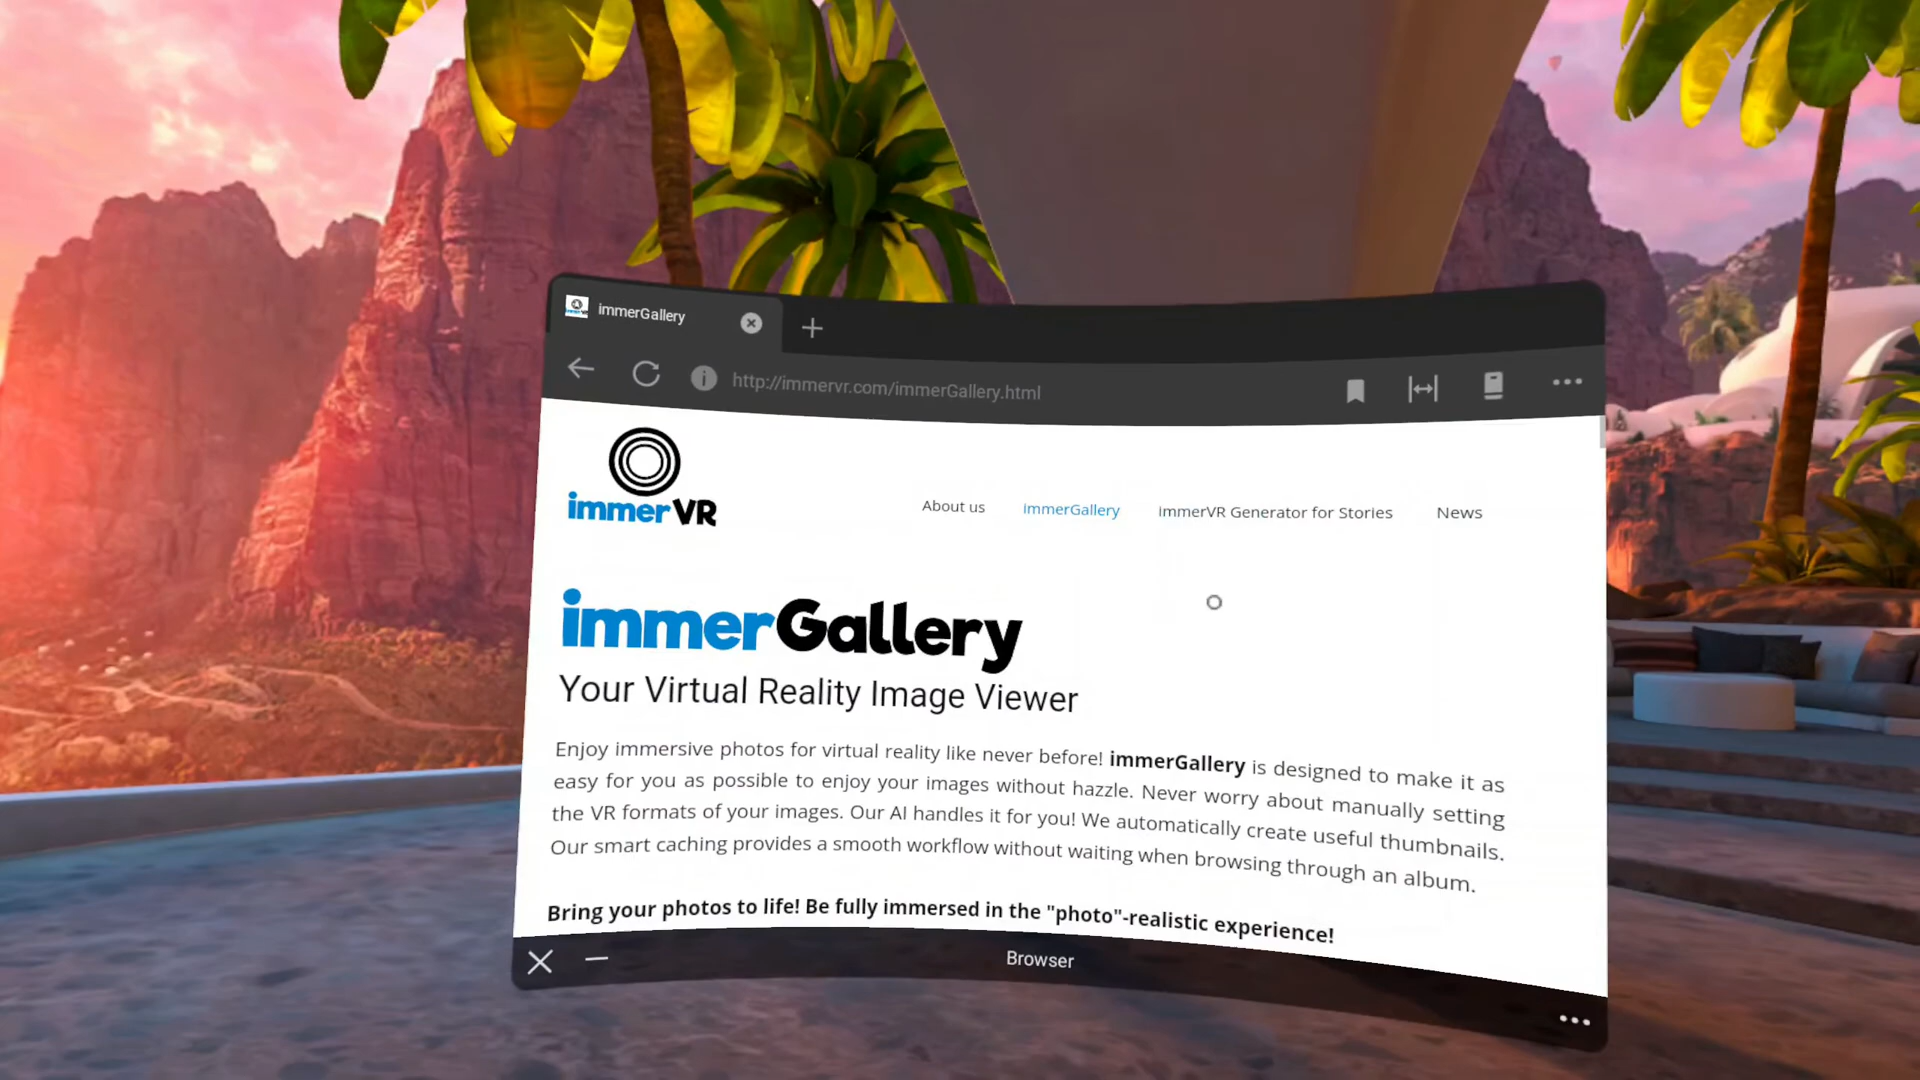 immerGallery
http://immervr.com/immerGallery.html
immerVR
About us immerGallery immerVR Generator for Stories News
immerGallery
Your Virtual Reality Image Viewer
Enjoy immersive photos for virtual reality like never before! immerGallery is designed to make it as
easy for you as possible to enjoy your images without hazzle. Never worry about manually setting
the VR formats of your images. Our AI handles it for you! We automatically create useful thumbnails.
Our smart caching provides a smooth workflow without waiting when browsing through an album.
Bring your photos to life! Be fully immersed in the "photo"-realistic experience!
Browser